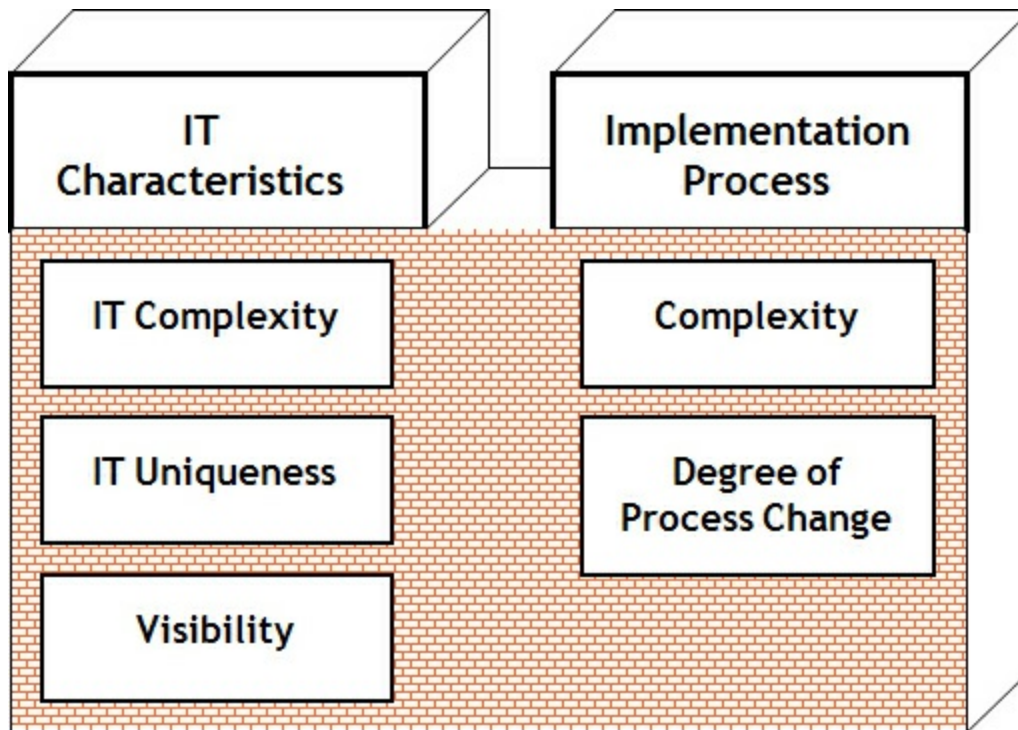 IT
Characteristics
Implementation
Process
IT Complexity
Complexity
IT Uniqueness
Degree of
Process Change
Visibility